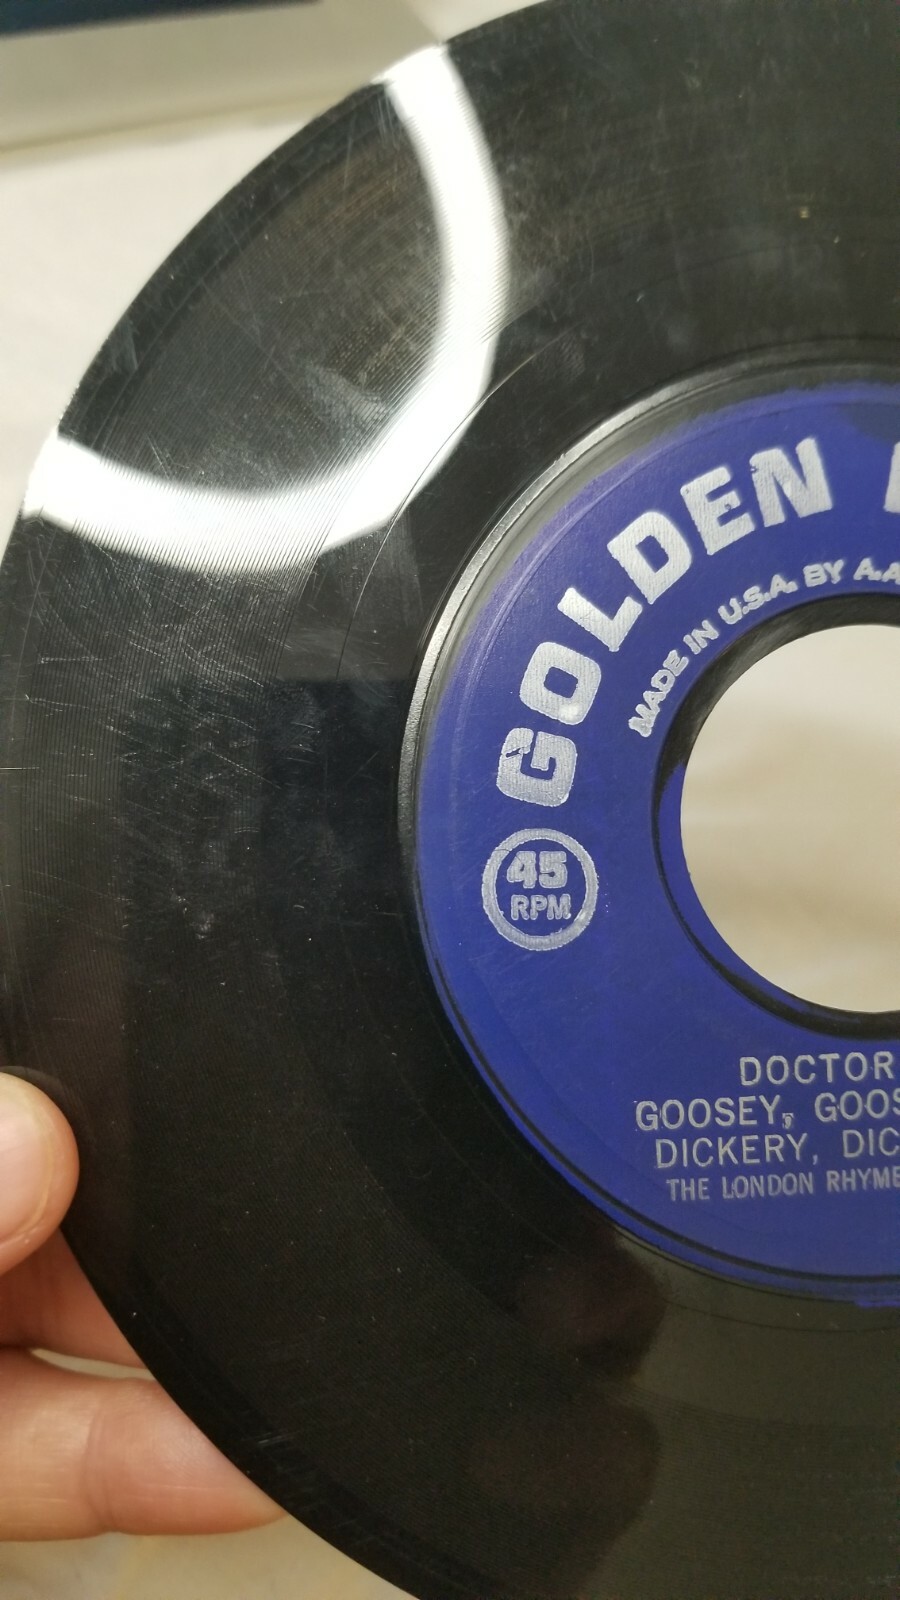 GOLDEN
MADE IN U.S.A. BY A.A
45
RPM
DOCTOR
GOOSEY, GOOS
DICKERY, DIC
THE LONDON RHYME